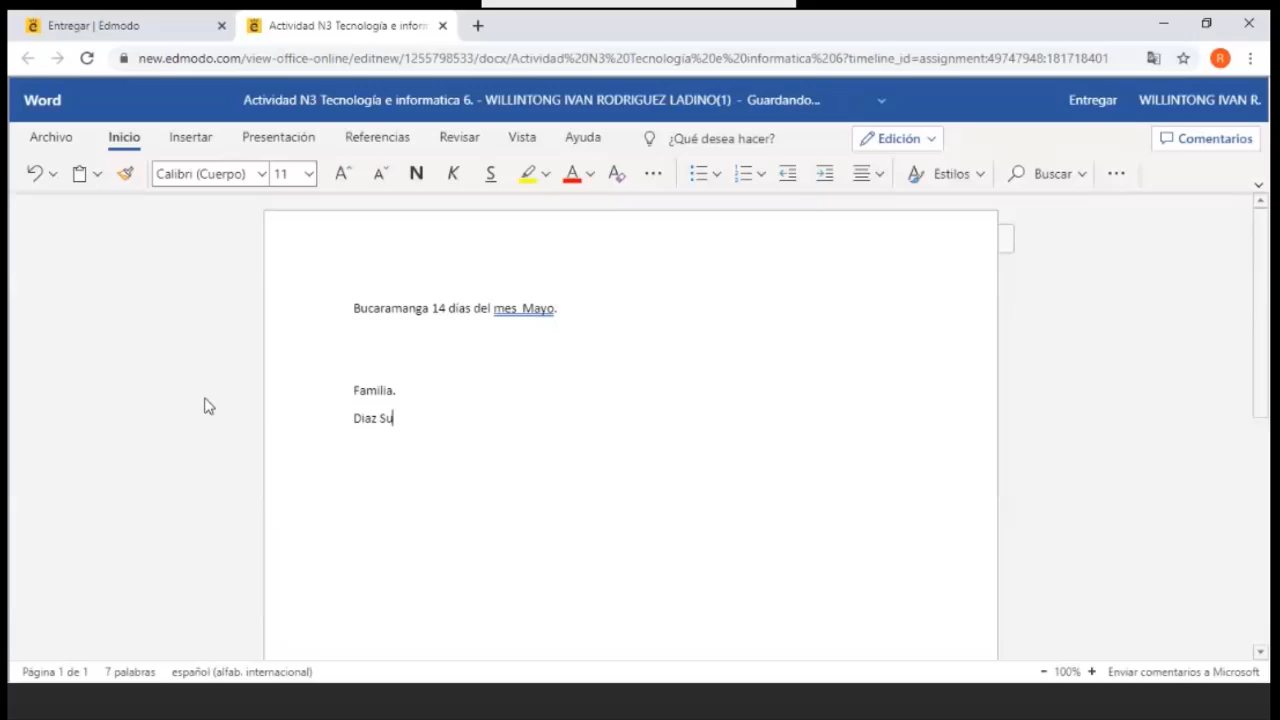 Entregar | Edmodo
Actividad N3 Tecnología e inforn
new.edmodo.com/view-office-online/editnew/1255798533/docx/Actividad%20N3%20Tecnología%20e%20informatica%206?timeline_id=assignment:49747948:181718401
R
Word
Actividad N3 Tecnología e informatica 6. - WILLINTONG IVAN RODRIGUEZ LADINO(1) - Guardando...
Entregar
WILLINTONG IVAN R.
Archivo
Inicio
Insertar
Presentación
Referencias
Revisar
Vista
Ayuda
¿Qué desea hacer?
Edición
Comentarios
Calibri (Cuerpo)
11
A
A
N
K
S
A
A
Estilos
Buscar
Bucaramanga 14 días del mes Mayo.
Familia.
Diaz Su
Página 1 de 1
7 palabras
español (alfab. internacional)
100%
Enviar comentarios a Microsoft